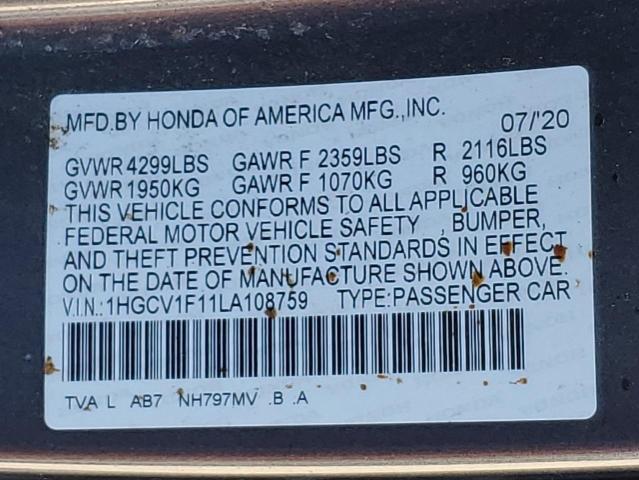 MFD.BY HONDA OF AMERICA MFG.,INC. 07/'20
GVWR 4299LBS GAWR F 2359LBS R 2116LBS
GVWR 1950KG GAWR F 1070KG R 960KG
THIS VEHICLE CONFORMS TO ALL APPLICABLE
FEDERAL MOTOR VEHICLE SAFETY , BUMPER,
AND THEFT PREVENTION STANDARDS IN EFFECT
ON THE DATE OF MANUFACTURE SHOWN ABOVE.
V.I.N.:1HGCV1F11LA108759 TYPE:PASSENGER CAR
TVA L AB7 NH797MV .B .A